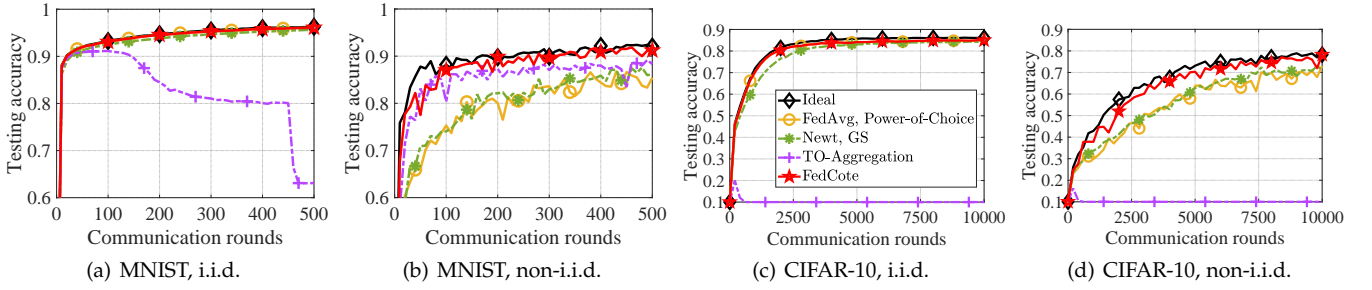 1
0.9
0.8
0.7
0.6
Testing accuracy
0 100 200 300 400 500
Communication rounds
(a) MNIST, i.i.d.
1
0.9
0.8
0.7
0.6
Testing accuracy
0 100 200 300 400 500
Communication rounds
(b) MNIST, non-i.i.d.
0.9
0.8
0.7
0.6
0.5
0.4
0.3
0.2
0.1
Testing accuracy
Ideal
FedAvg, Power-of-Choice
Newt, GS
TO-Aggregation
FedCote
0 2500 5000 7500 10000
Communication rounds
(c) CIFAR-10, i.i.d.
0.9
0.8
0.7
0.6
0.5
0.4
0.3
0.2
0.1
Testing accuracy
0 2500 5000 7500 10000
Communication rounds
(d) CIFAR-10, non-i.i.d.